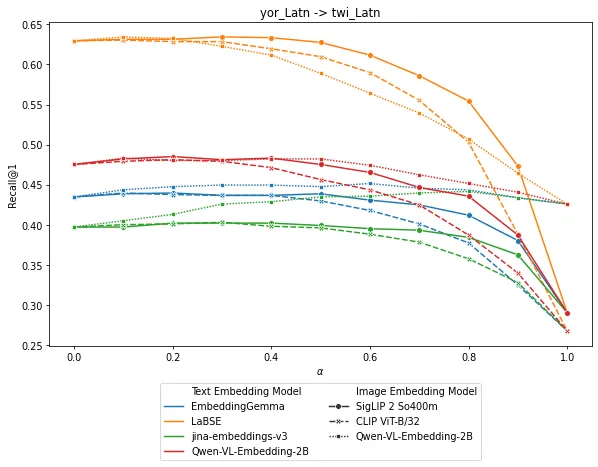 yor_Latn -> twi_Latn
Recall@1
0.65
0.60
0.55
0.50
0.45
0.40
0.35
0.30
0.25
0.0 0.2 0.4 0.6 0.8 1.0
α
Text Embedding Model Image Embedding Model
EmbeddingGemma SigLIP 2 So400m
LaBSE CLIP ViT-B/32
jina-embeddings-v3 Qwen-VL-Embedding-2B
Qwen-VL-Embedding-2B